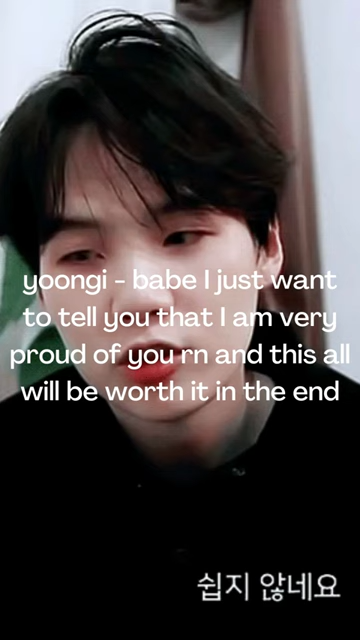 yoongi - babe I just want
to tell you that I am very
proud of you rn and this all
will be worth it in the end
쉽지 않네요